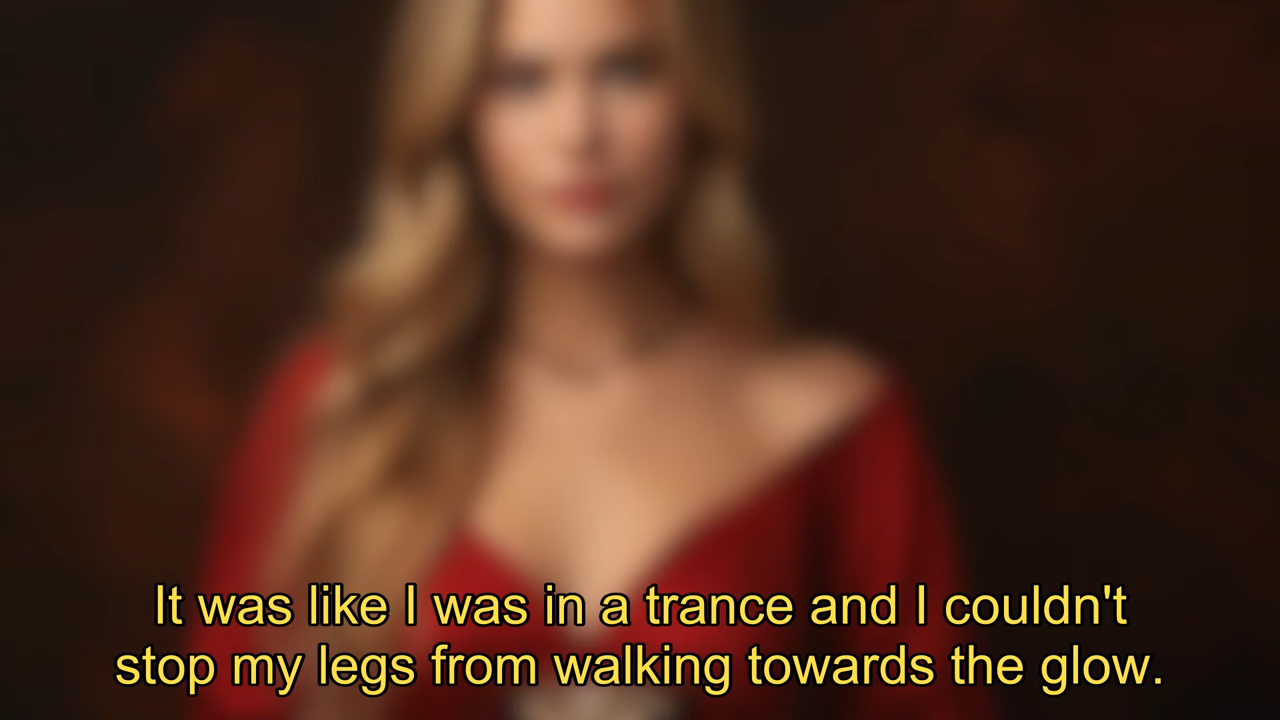 It was like I was in a trance and I couldn't
stop my legs from walking towards the glow.